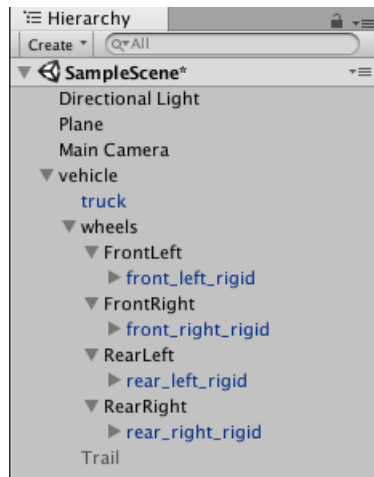 Hierarchy
Create All
SampleScene*
Directional Light
Plane
Main Camera
vehicle
truck
wheels
FrontLeft
front_left_rigid
FrontRight
front_right_rigid
RearLeft
rear_left_rigid
RearRight
rear_right_rigid
Trail